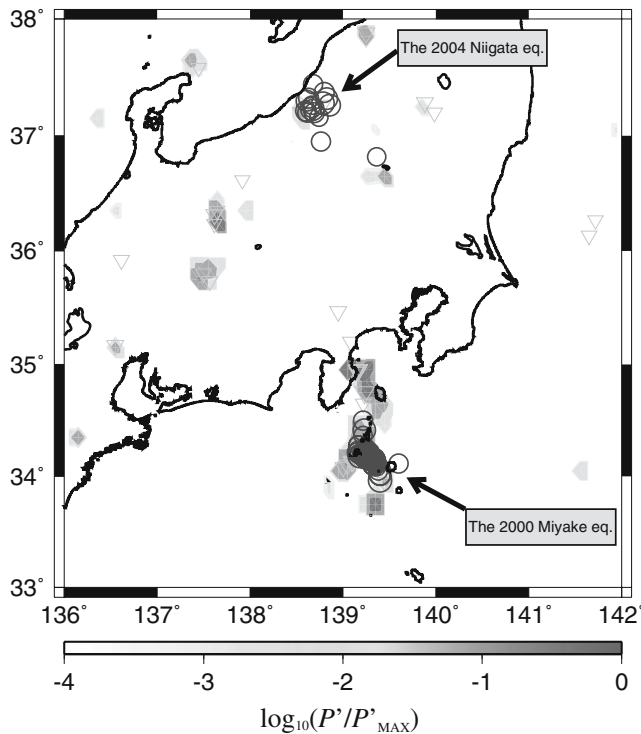 38°
The 2004 Niigata eq.
37°
36°
35°
34°
The 2000 Miyake eq.
33°
136° 137° 138° 139° 140° 141° 142°
-4 -3 -2 -1 0
log₁₀(P’/P’MAX)